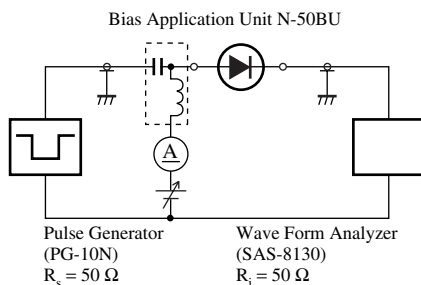 Bias Application Unit N-50BU
A
Pulse Generator
(PG-10N)
Rs = 50 Ω
Wave Form Analyzer
(SAS-8130)
Ri = 50 Ω